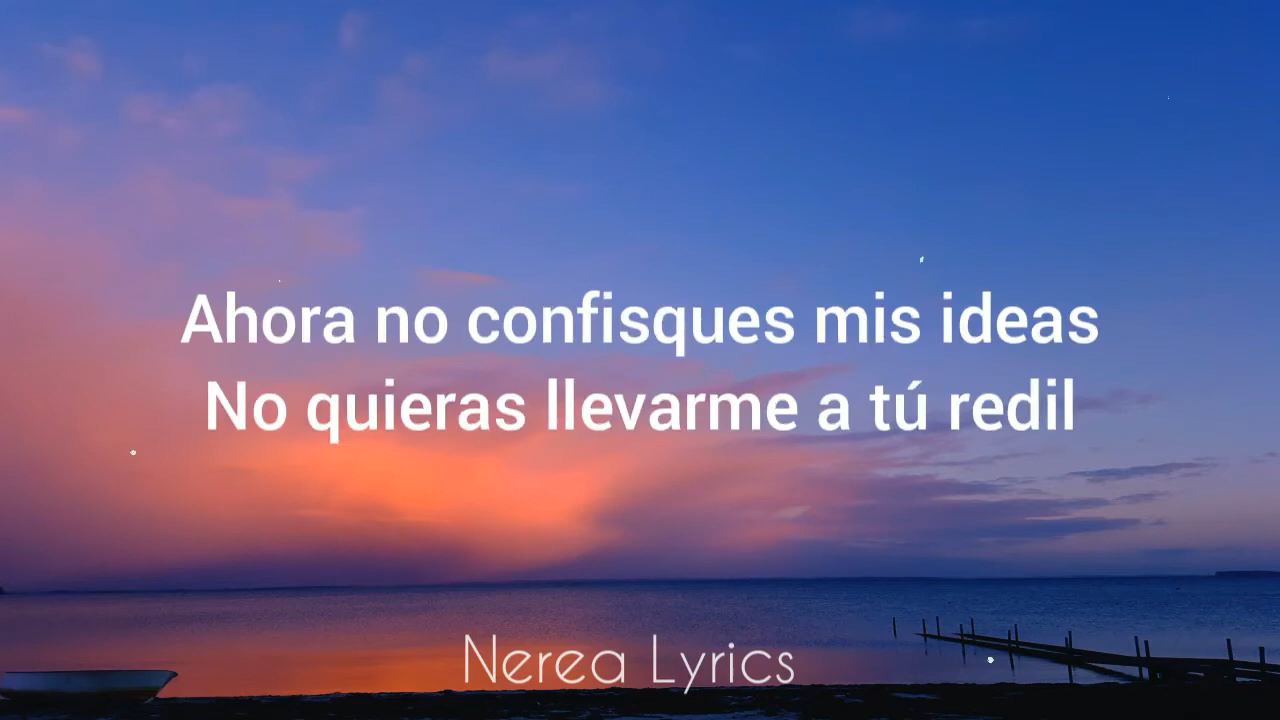 Ahora no confisques mis ideas
No quieras llevarme a tú redil
Nerea Lyrics